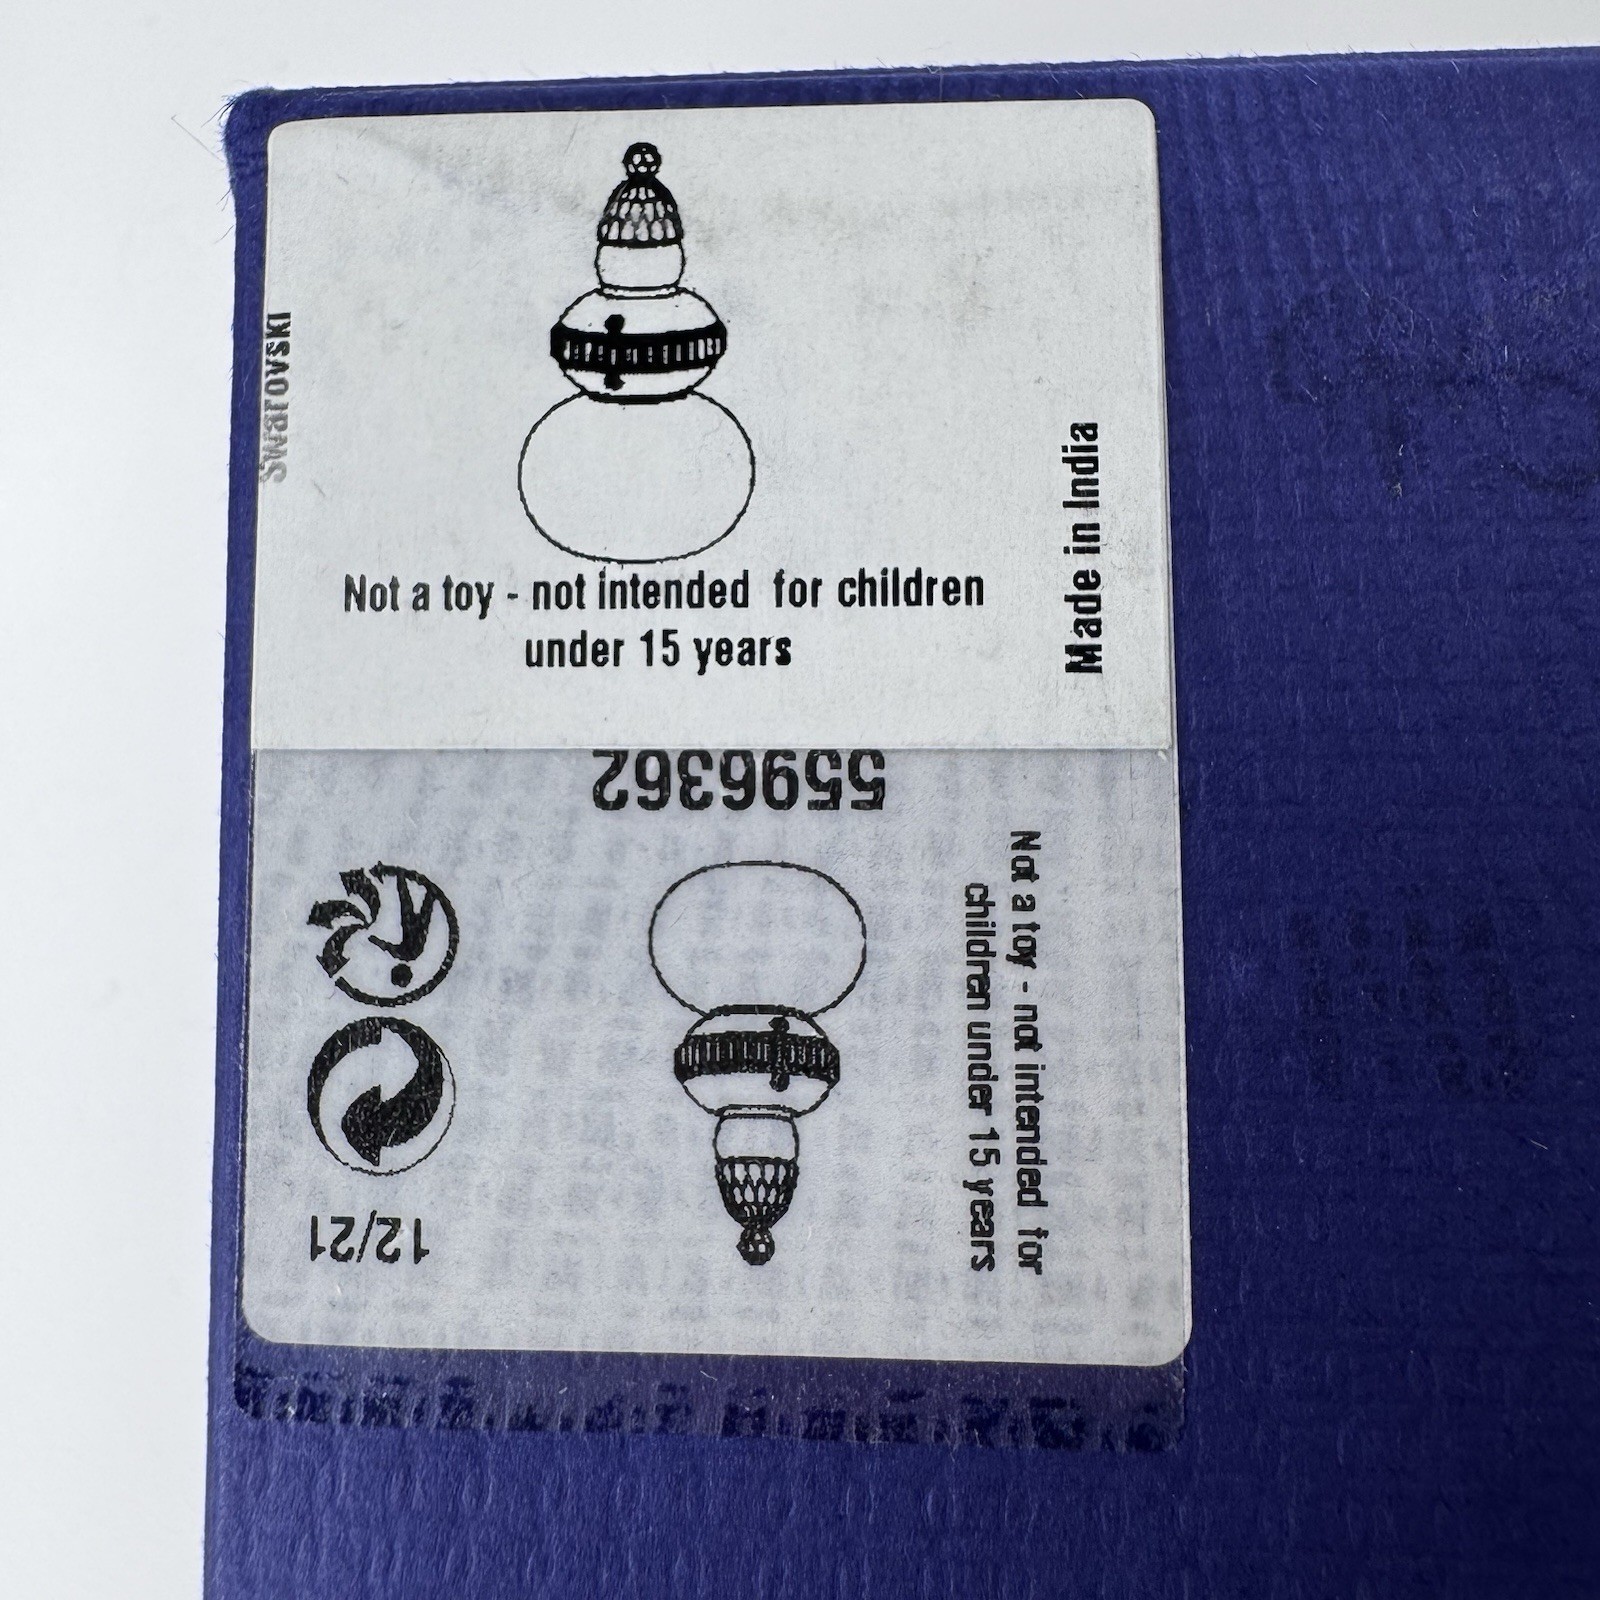 Swarovski
Not a toy - not intended for children
under 15 years
Made in India
5596362
Not a toy - not intended for
children under 15 years
12/21